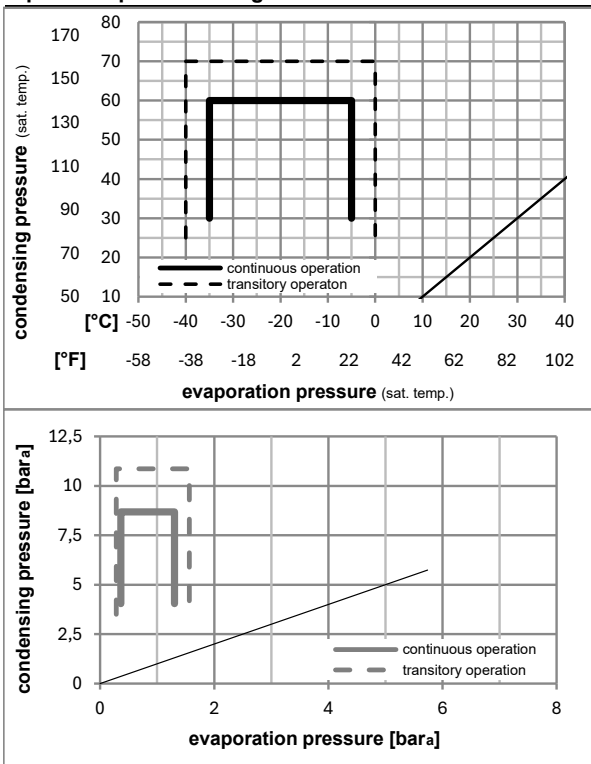 170 80
150 70
60
130
50
110 40
90 30
70 20
50 10
condensing pressure (sat. temp.)
continuous operation
transitory operaton
[°C] -50 -40 -30 -20 -10 0 10 20 30 40
[°F] -58 -38 -18 2 22 42 62 82 102
evaporation pressure (sat. temp.)
12,5
10
7,5
5
2,5
0
condensing pressure [bara]
continuous operation
transitory operation
0 2 4 6 8
evaporation pressure [bara]